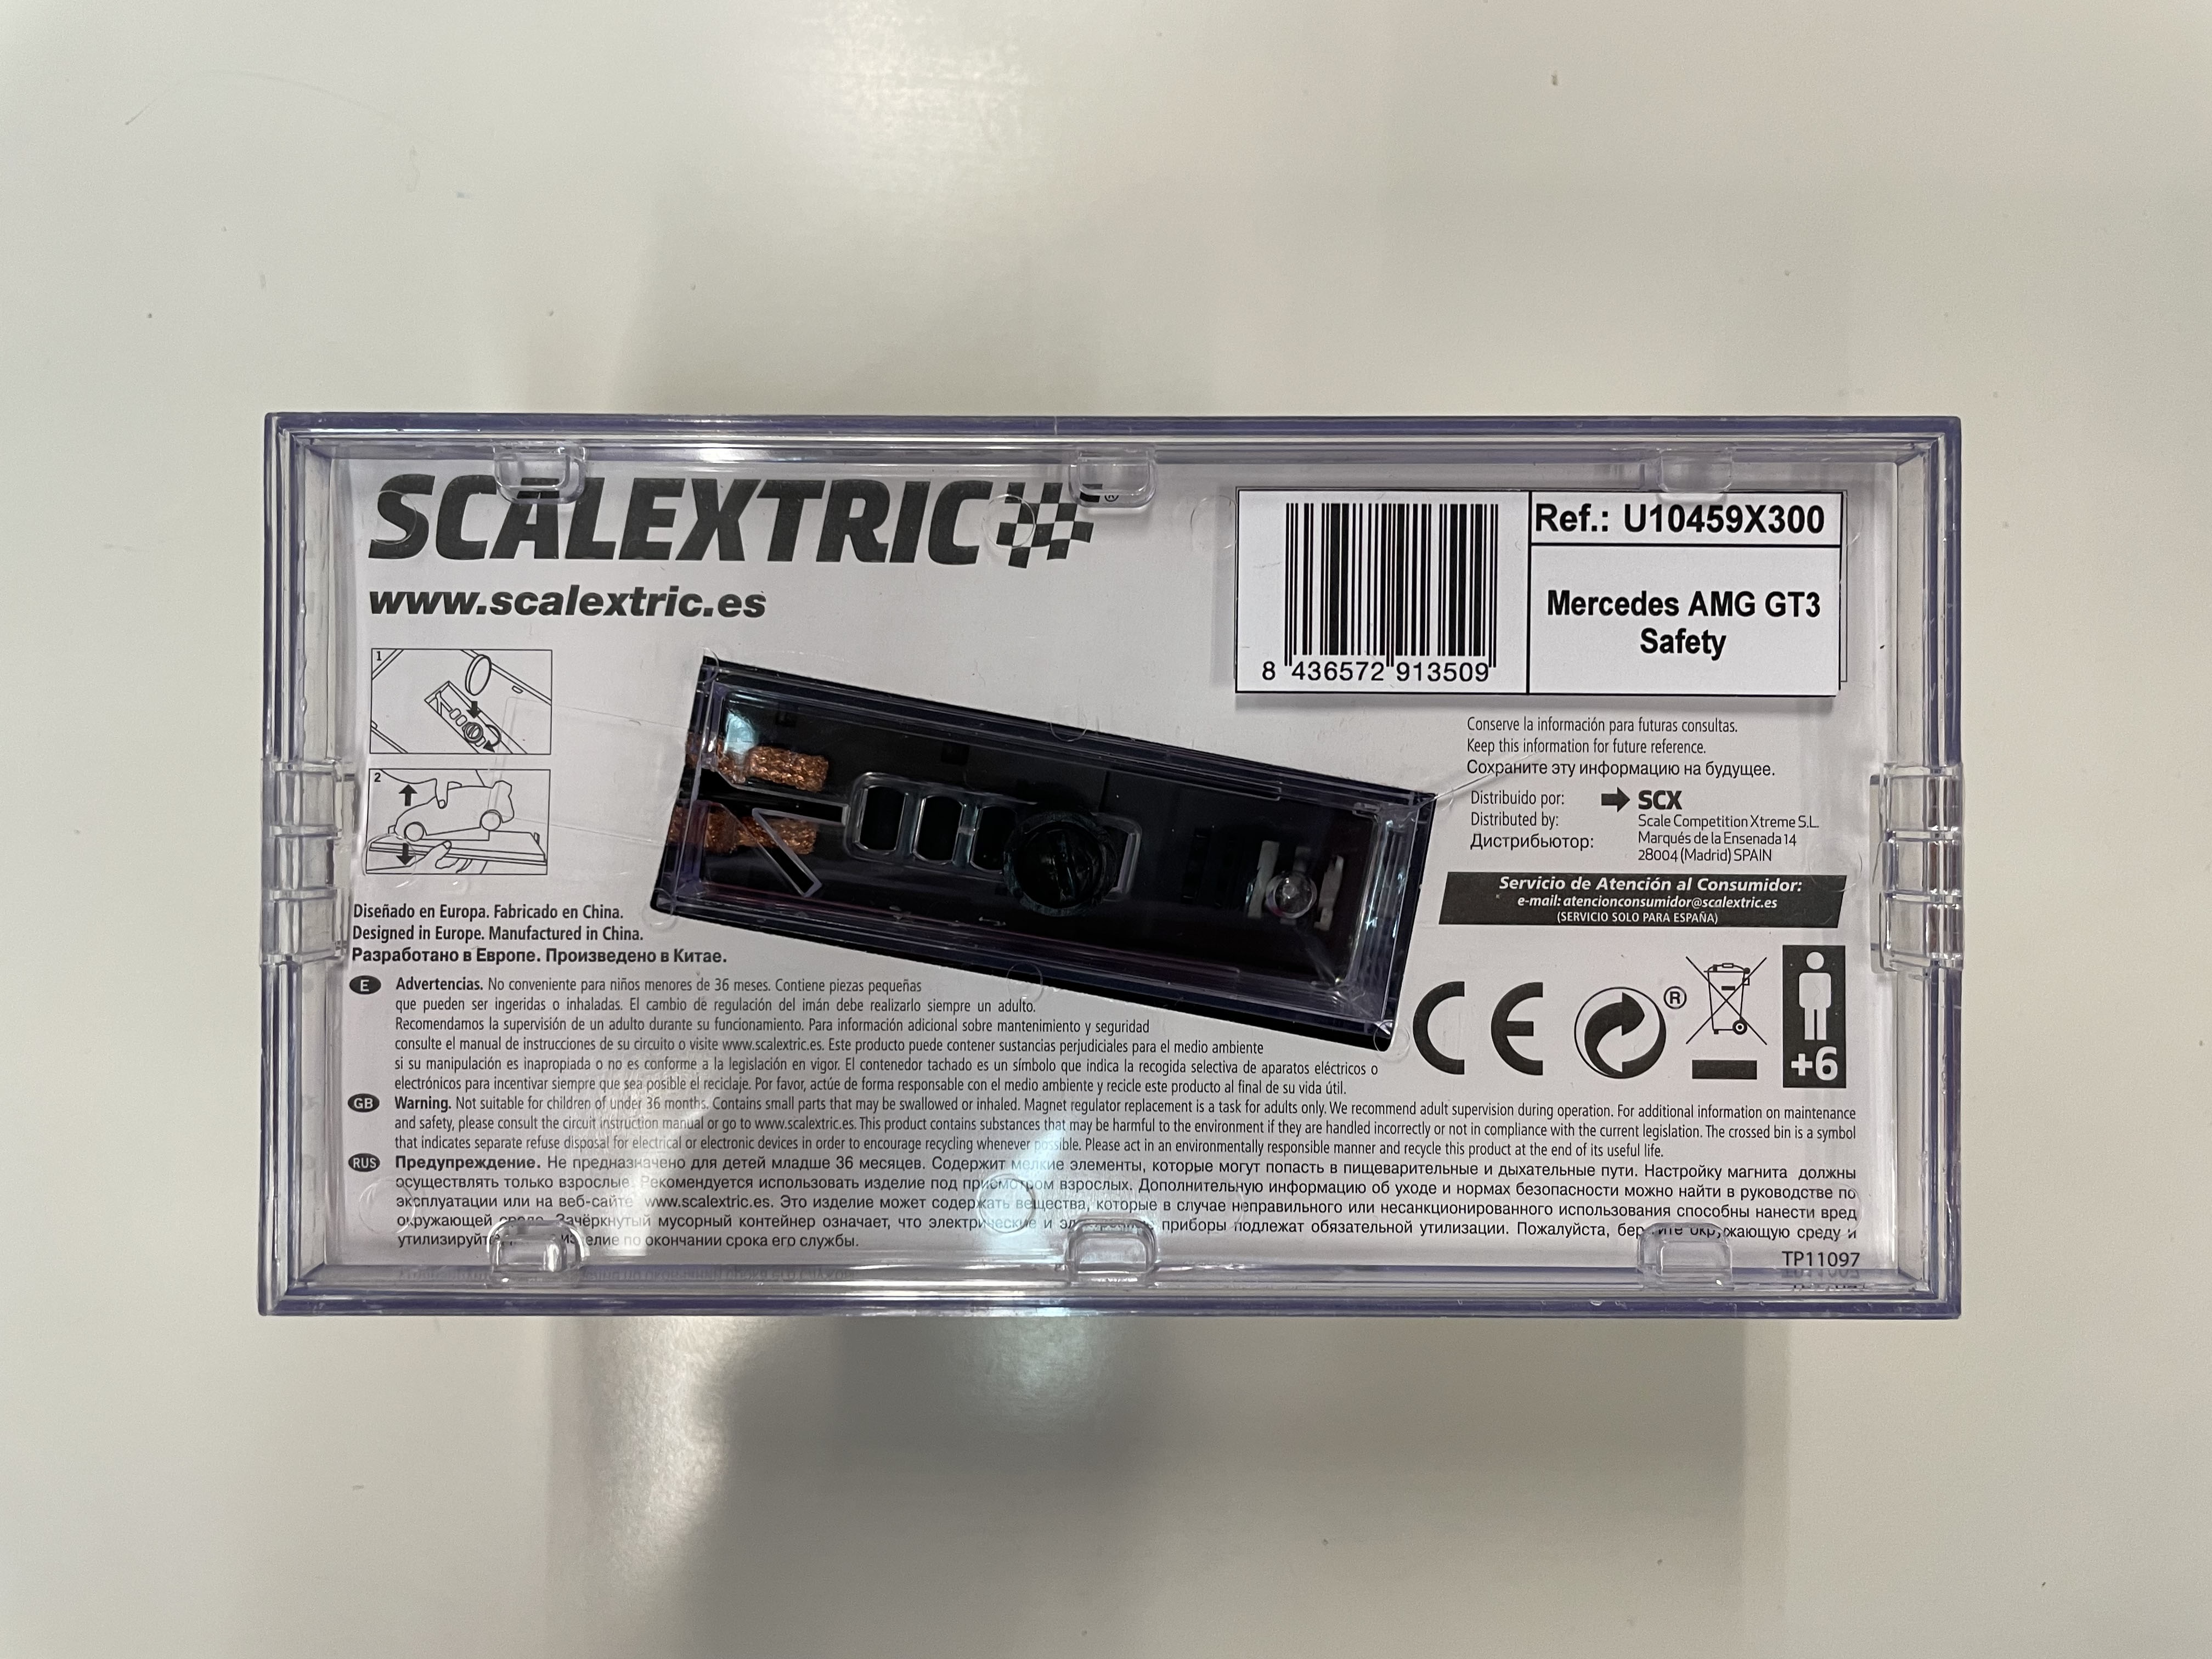 SCALEXTRIC®
www.scalextric.es
8 436572 913509
Ref.: U10459X300
Mercedes AMG GT3
Safety
1
2
Conserve la información para futuras consultas.
Keep this information for future reference.
Сохраните эту информацию на будущее.
Distribuido por:
Distributed by:
Дистрибьютор:
SCX
Scale Competition Xtreme S.L.
Marqués de la Ensenada 14
28004 (Madrid) SPAIN
Servicio de Atención al Consumidor:
e-mail: atencionconsumidor@scalextric.es
(SERVICIO SOLO PARA ESPAÑA)
CE
®
+6
Diseñado en Europa. Fabricado en China.
Designed in Europe. Manufactured in China.
Разработано в Европе. Произведено в Китае.
E Advertencias. No conveniente para niños menores de 36 meses. Contiene piezas pequeñas
que pueden ser ingeridas o inhaladas. El cambio de regulación del imán debe realizarlo siempre un adulto.
Recomendamos la supervisión de un adulto durante su funcionamiento. Para información adicional sobre mantenimiento y seguridad
consulte el manual de instrucciones de su circuito o visite www.scalextric.es. Este producto puede contener sustancias perjudiciales para el medio ambiente
si su manipulación es inapropiada o no es conforme a la legislación en vigor. El contenedor tachado es un símbolo que indica la recogida selectiva de aparatos eléctricos o
electrónicos para incentivar siempre que sea posible el reciclaje. Por favor, actúe de forma responsable con el medio ambiente y recicle este producto al final de su vida útil.
GB Warning. Not suitable for children of under 36 months. Contains small parts that may be swallowed or inhaled. Magnet regulator replacement is a task for adults only. We recommend adult supervision during operation. For additional information on maintenance
and safety, please consult the circuit instruction manual or go to www.scalextric.es. This product contains substances that may be harmful to the environment if they are handled incorrectly or not in compliance with the current legislation. The crossed bin is a symbol
that indicates separate refuse disposal for electrical or electronic devices in order to encourage recycling whenever possible. Please act in an environmentally responsible manner and recycle this product at the end of its useful life.
RUS Предупреждение. Не предназначено для детей младше 36 месяцев. Содержит мелкие элементы, которые могут попасть в пищеварительные и дыхательные пути. Настройку магнита должны
осуществлять только взрослые. Рекомендуется использовать изделие под присмотром взрослых. Дополнительную информацию об уходе и нормах безопасности можно найти в руководстве по
эксплуатации или на веб-сайте www.scalextric.es. Это изделие может содержать вещества, которые в случае неправильного или несанкционированного использования способны нанести вред
окружающей Зачёркнутый мусорный контейнер означает, что электрические и приборы подлежат обязательной утилизации. Пожалуйста, окружающую среду и
по окончании срока его службы.
TP11097